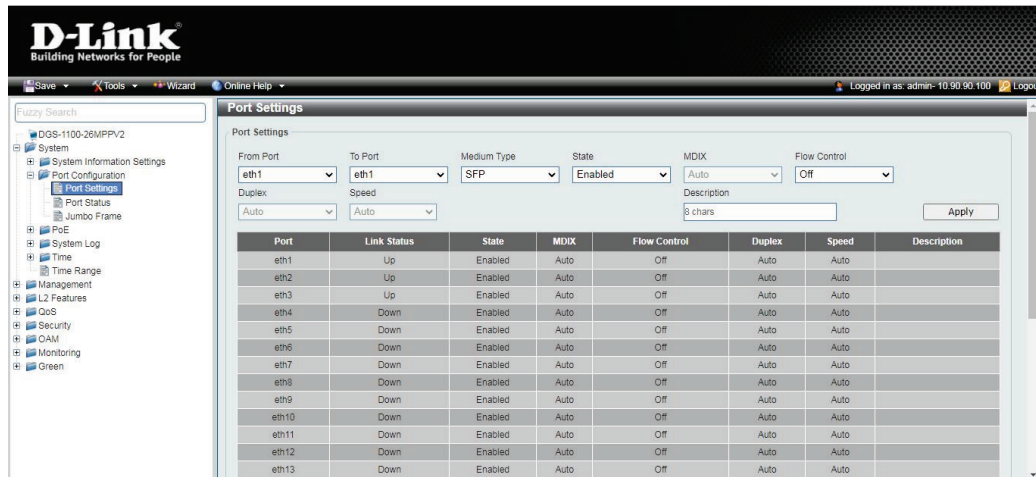 D-Link
Building Networks for People
Save Tools Wizard Online Help Logged in as: admin- 10.90.90.100 Logou
Fuzzy Search
DGS-1100-26MPPV2
System
System Information Settings
Port Configuration
Port Settings
Port Status
Jumbo Frame
PoE
System Log
Time
Time Range
Management
L2 Features
QoS
Security
OAM
Monitoring
Green
Port Settings
Port Settings
From Port To Port Medium Type State MDIX Flow Control
eth1 eth1 SFP Enabled Auto Off
Duplex Speed Description
Auto Auto 8 chars Apply
Port Link Status State MDIX Flow Control Duplex Speed Description
eth1 Up Enabled Auto Off Auto Auto
eth2 Up Enabled Auto Off Auto Auto
eth3 Up Enabled Auto Off Auto Auto
eth4 Down Enabled Auto Off Auto Auto
eth5 Down Enabled Auto Off Auto Auto
eth6 Down Enabled Auto Off Auto Auto
eth7 Down Enabled Auto Off Auto Auto
eth8 Down Enabled Auto Off Auto Auto
eth9 Down Enabled Auto Off Auto Auto
eth10 Down Enabled Auto Off Auto Auto
eth11 Down Enabled Auto Off Auto Auto
eth12 Down Enabled Auto Off Auto Auto
eth13 Down Enabled Auto Off Auto Auto